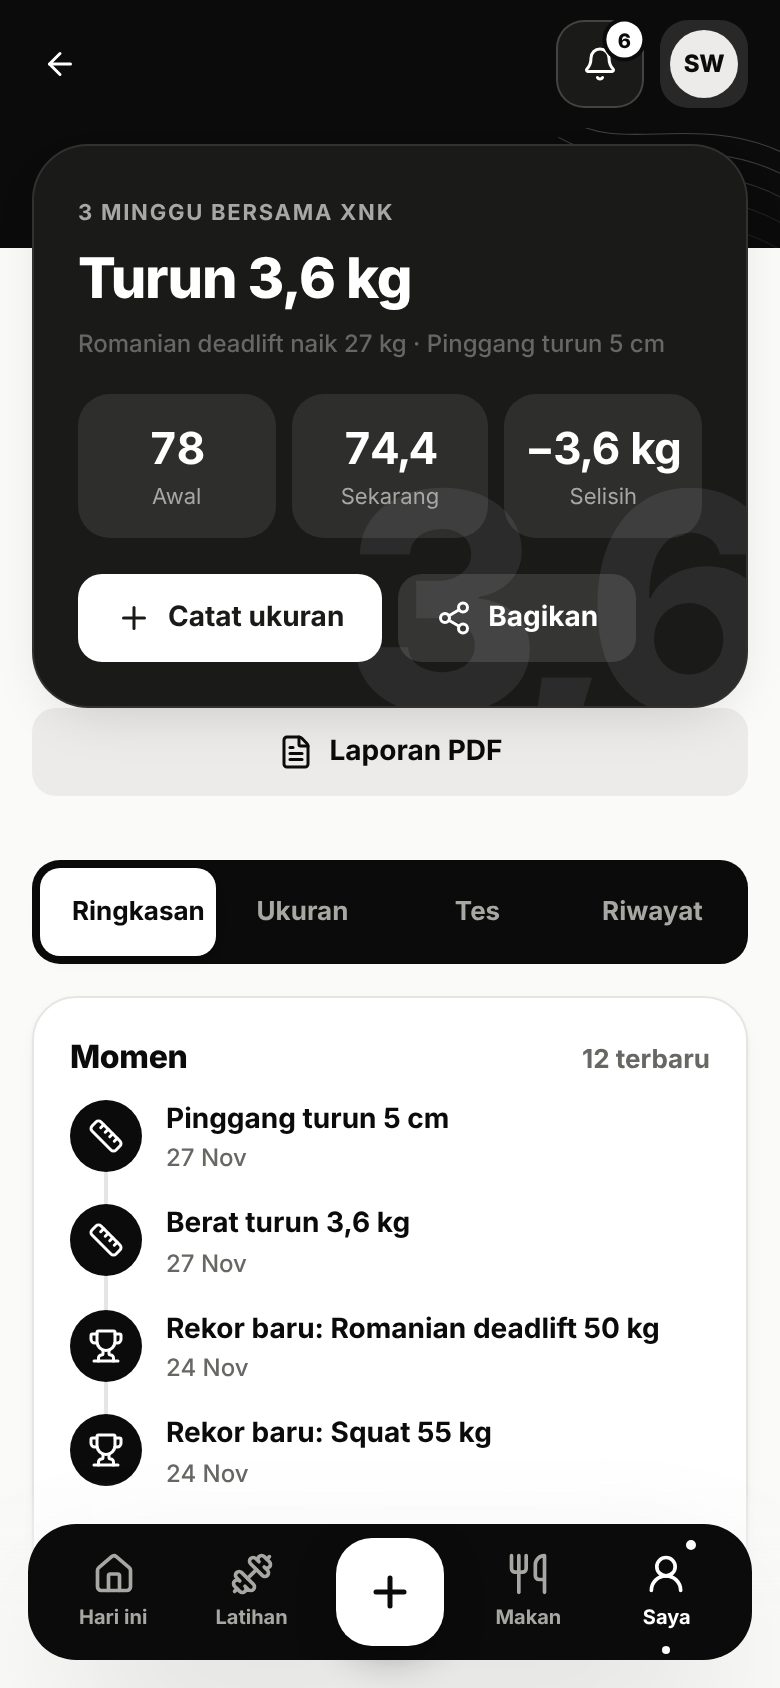 6
SW
3 MINGGU BERSAMA XNK
Turun 3,6 kg
Romanian deadlift naik 27 kg · Pinggang turun 5 cm
78
Awal
74,4
Sekarang
−3,6 kg
Selisih
3,6
Catat ukuran
Bagikan
Laporan PDF
Ringkasan
Ukuran
Tes
Riwayat
Momen
12 terbaru
Pinggang turun 5 cm
27 Nov
Berat turun 3,6 kg
27 Nov
Rekor baru: Romanian deadlift 50 kg
24 Nov
Rekor baru: Squat 55 kg
24 Nov
Hari ini
Latihan
Makan
Saya